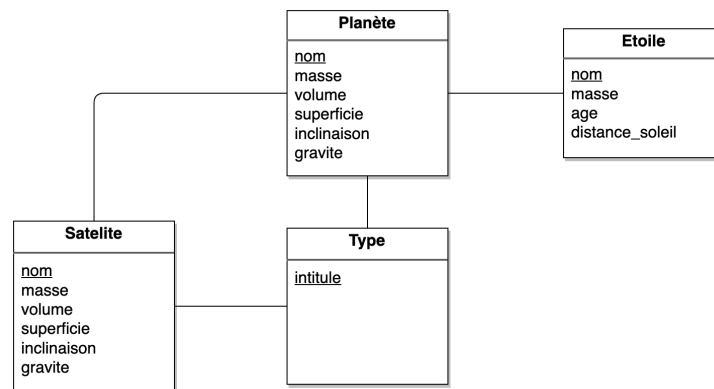 Planète
nom
masse
volume
superficie
inclinaison
gravite
Etoile
nom
masse
age
distance_soleil
Satelite
nom
masse
volume
superficie
inclinaison
gravite
Type
intitule